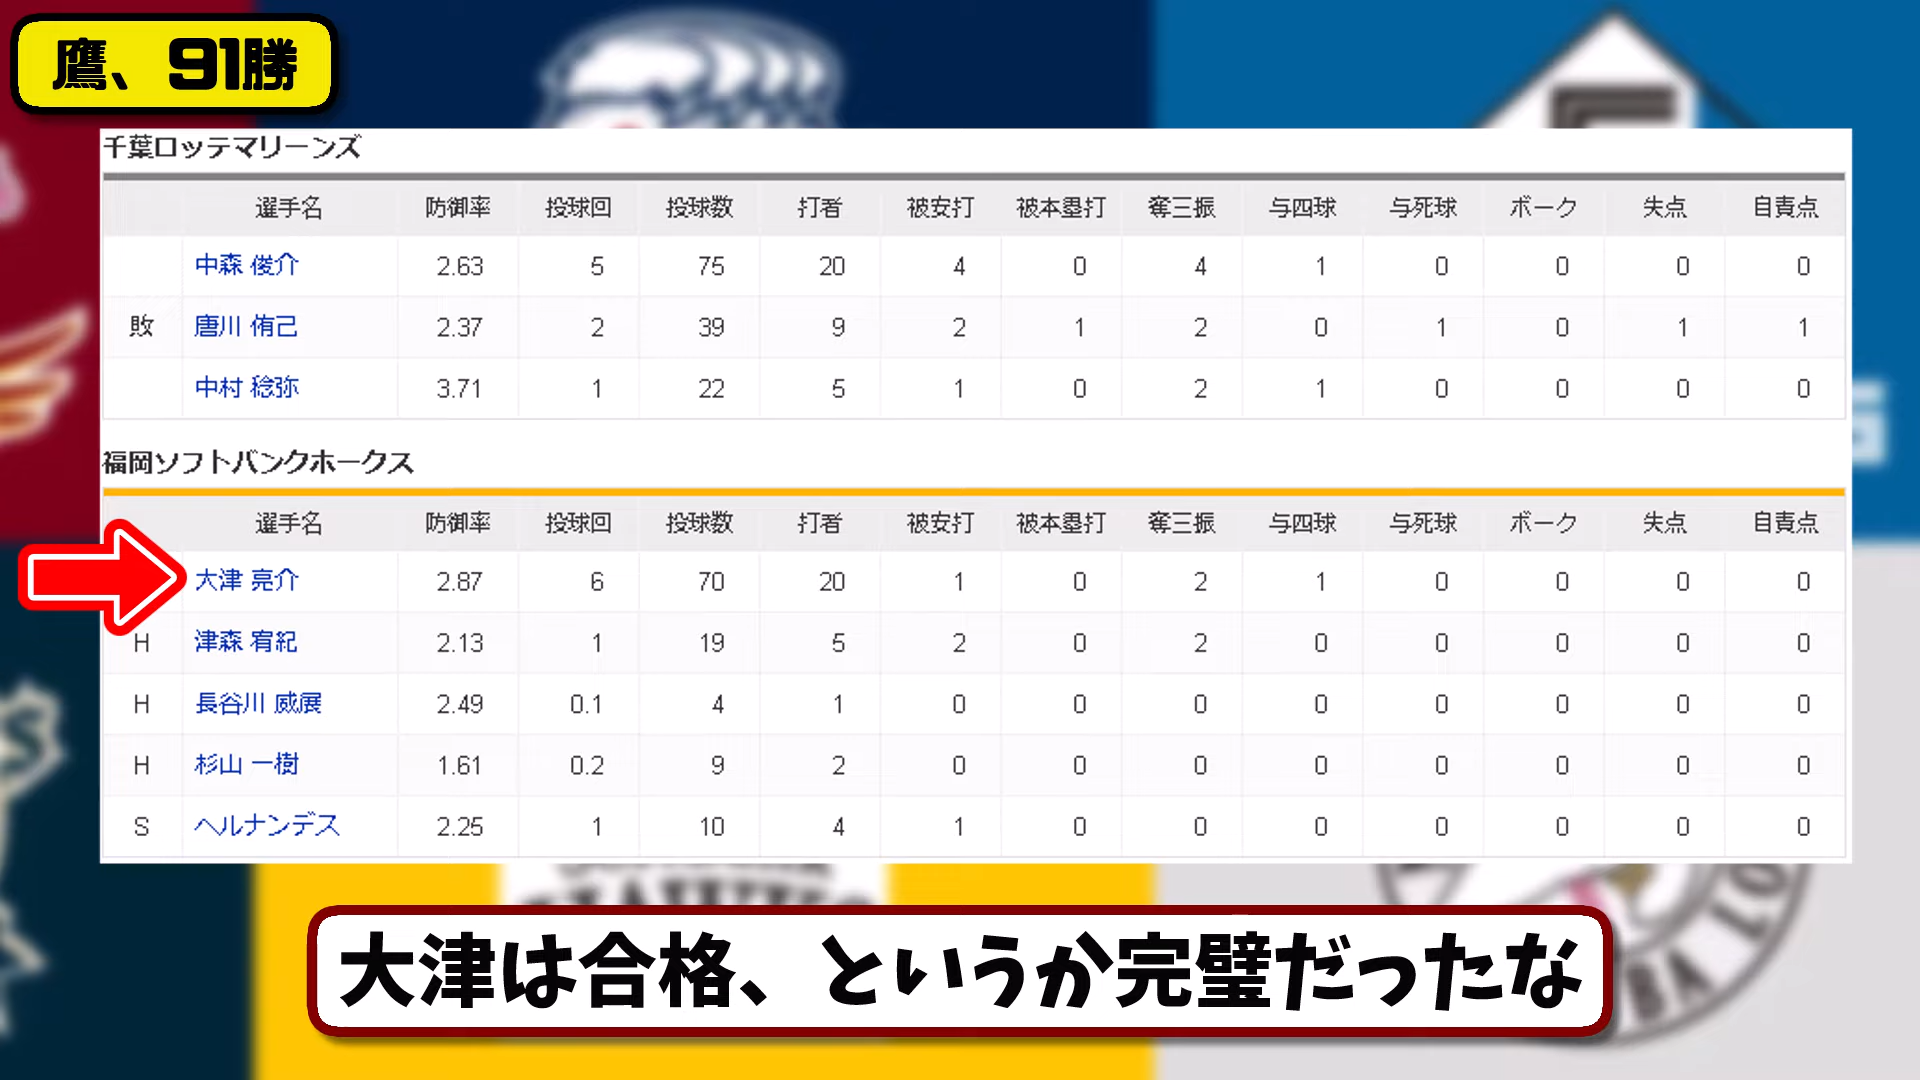 鷹、91勝
千葉ロッテマリーンズ
選手名 防御率 投球回 投球数 打者 被安打 被本塁打 奪三振 与四球 与死球 ボーク 失点 自責点
中森 俊介 2.63 5 75 20 4 0 4 1 0 0 0 0
敗 唐川 侑己 2.37 2 39 9 2 1 2 0 1 0 1 1
中村 稔弥 3.71 1 22 5 1 0 2 1 0 0 0 0
福岡ソフトバンクホークス
選手名 防御率 投球回 投球数 打者 被安打 被本塁打 奪三振 与四球 与死球 ボーク 失点 自責点
大津 亮介 2.87 6 70 20 1 0 2 1 0 0 0 0
H 津森 宥紀 2.13 1 19 5 2 0 2 0 0 0 0 0
H 長谷川 威展 2.49 0.1 4 1 0 0 0 0 0 0 0 0
H 杉山 一樹 1.61 0.2 9 2 0 0 0 0 0 0 0 0
S ヘルナンデス 2.25 1 10 4 1 0 0 0 0 0 0 0
大津は合格、というか完璧だったな